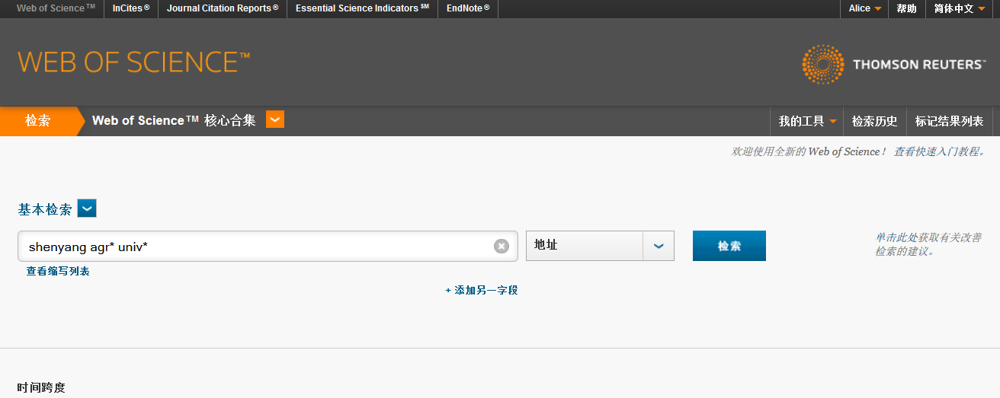 Web of Science™ InCites® Journal Citation Reports® Essential Science Indicators℠ EndNote® Alice 帮助 简体中文
WEB OF SCIENCE™ THOMSON REUTERS™
检索 Web of Science™ 核心合集 我的工具 检索历史 标记结果列表
欢迎使用全新的 Web of Science！ 查看快速入门教程。
基本检索
shenyang agr* univ* 地址 检索 单击此处获取有关改善
检索的建议。
查看缩写列表
+ 添加另一字段
时间跨度